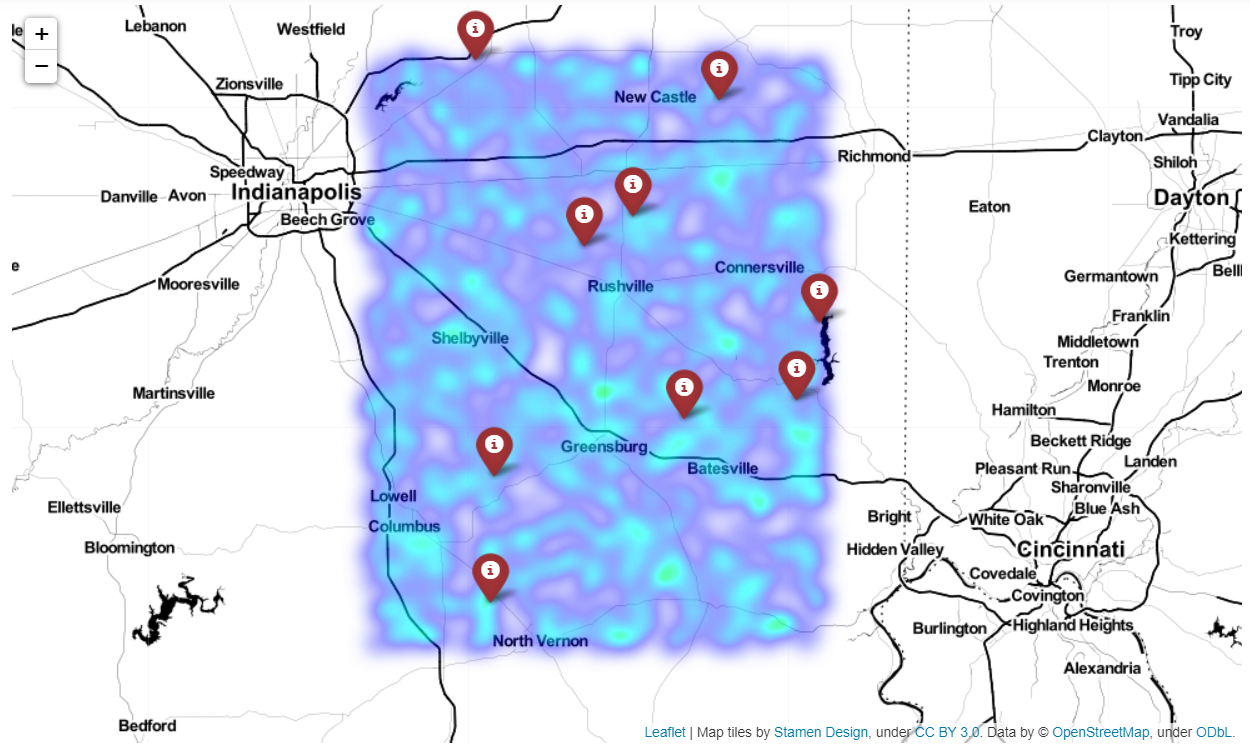 +
−
Lebanon
Westfield
Troy
Zionsville
Tipp City
New Castle
Vandalia
Clayton
Richmond
Shiloh
Speedway
Indianapolis
Danville
Avon
Dayton
Eaton
Beech Grove
Kettering
Connersville
Germantown
Bell
Mooresville
Rushville
Franklin
Shelbyville
Middletown
Trenton
Martinsville
Monroe
Hamilton
Beckett Ridge
Greensburg
Landen
Batesville
Pleasant Run
Sharonville
Lowell
Ellettsville
Blue Ash
Bright
White Oak
Columbus
Bloomington
Hidden Valley
Cincinnati
Covedale
Covington
Burlington
Highland Heights
North Vernon
Alexandria
Bedford
i
i
i
i
i
i
i
i
i
Leaflet | Map tiles by Stamen Design, under CC BY 3.0. Data by © OpenStreetMap, under ODbL.